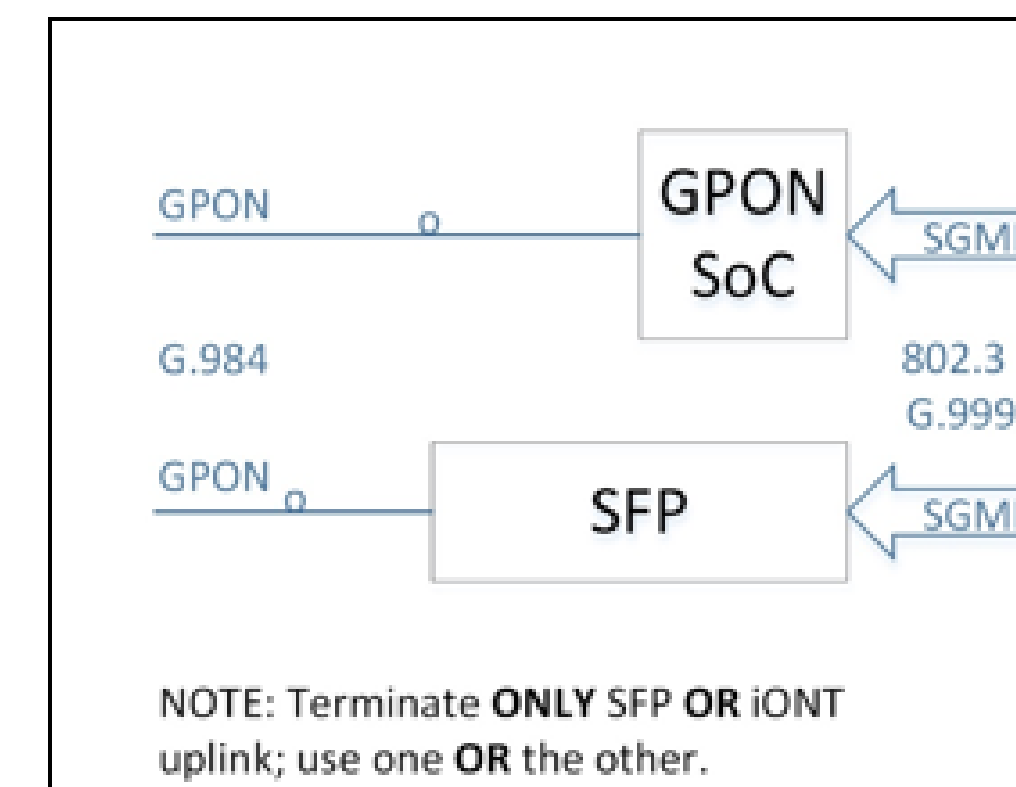 GPON
GPON
SoC
G.984
802.3
G.999
GPON
SFP
NOTE: Terminate ONLY SFP OR iONT
uplink; use one OR the other.